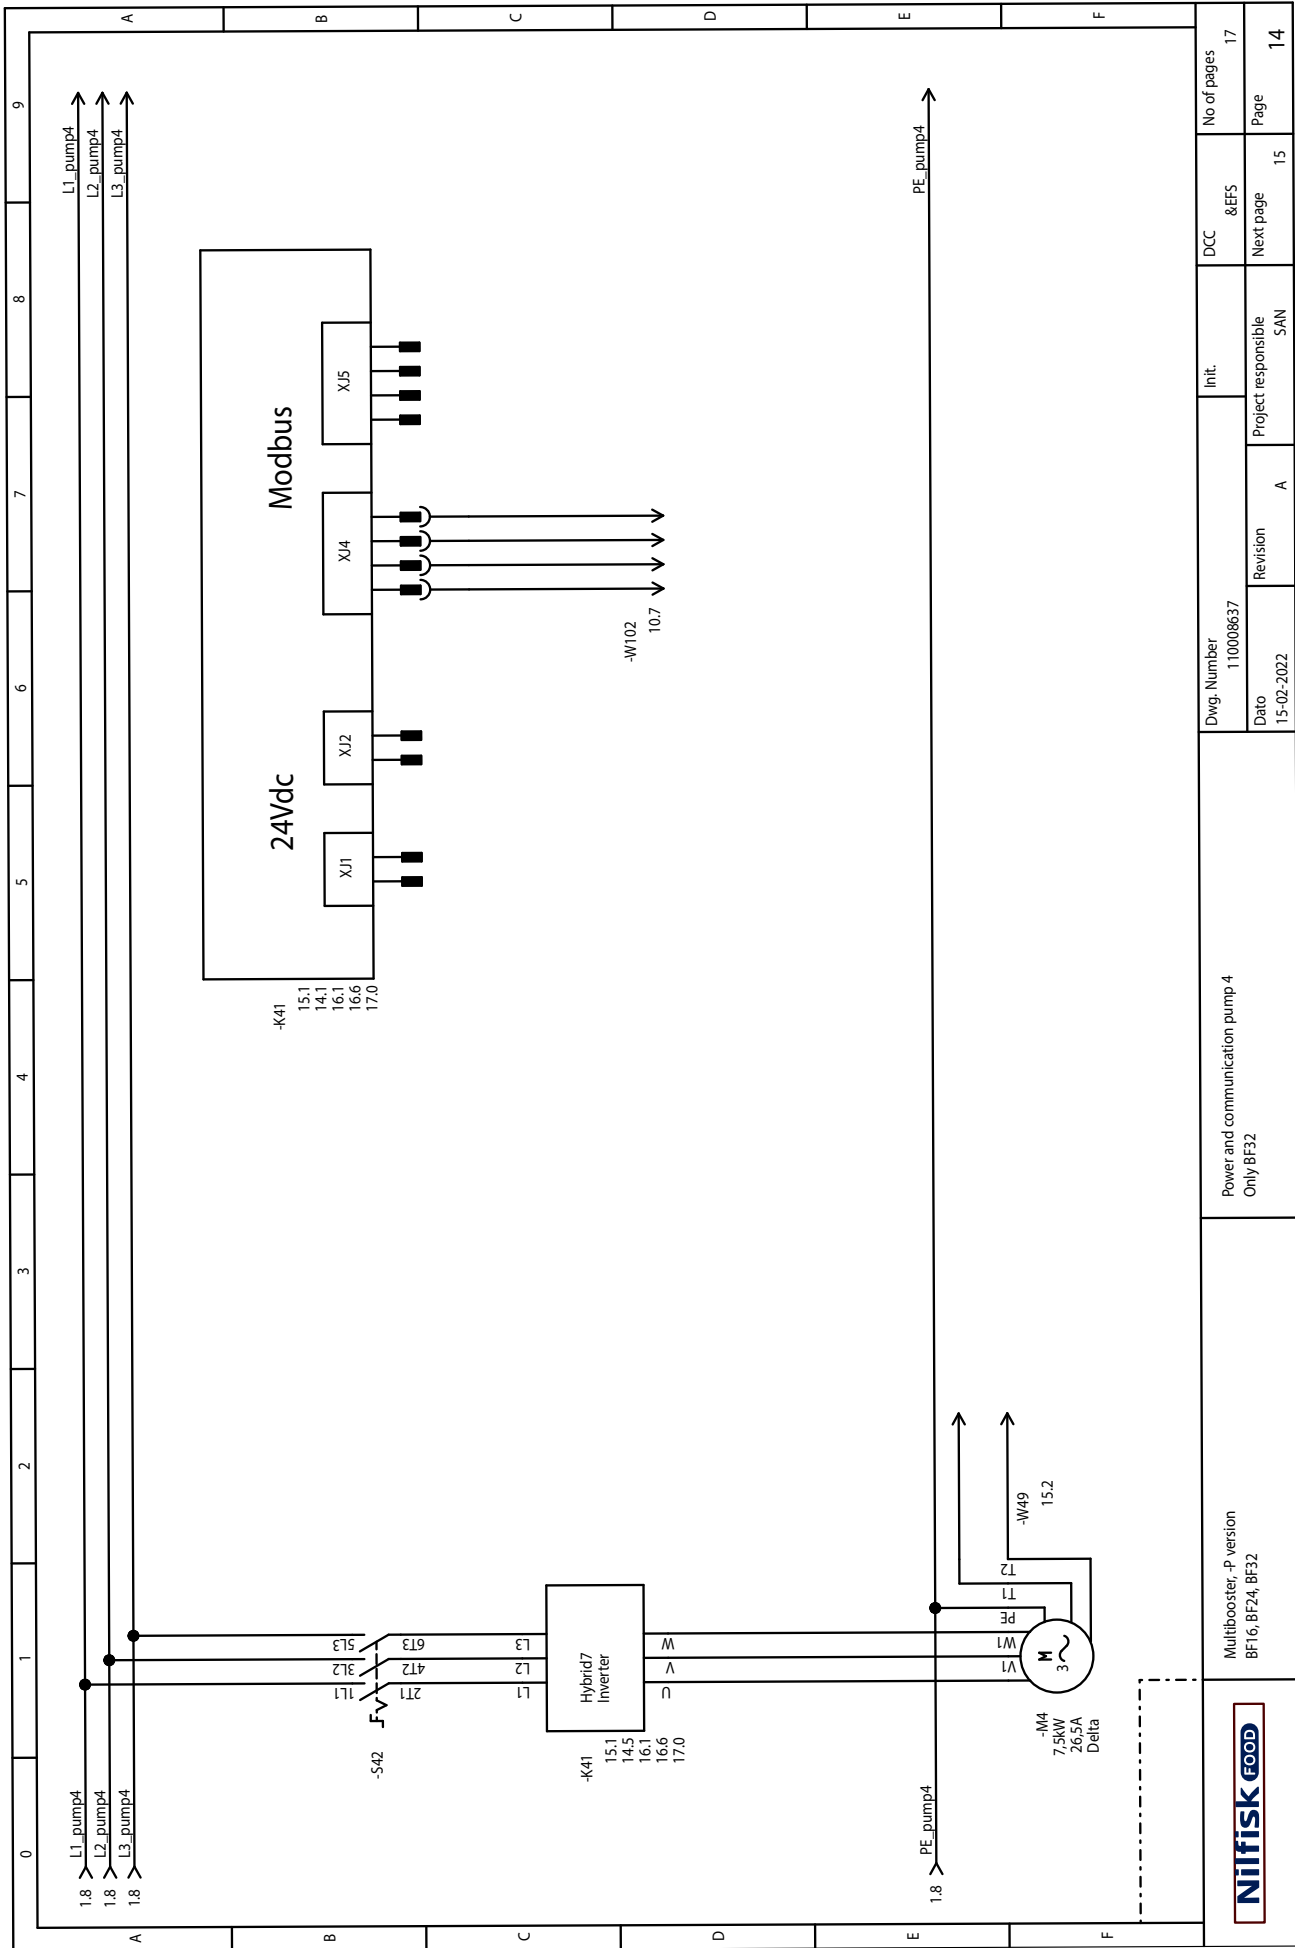 0
1
2
3
4
5
6
7
8
9
A
B
C
D
E
F
A
B
C
D
E
F
1.8
L1_pump4
L1_pump4
1.8
L2_pump4
L2_pump4
1.8
L3_pump4
L3_pump4
-K41
15.1
14.1
16.1
16.6
17.0
24Vdc
Modbus
XJ1
XJ2
XJ4
XJ5
-S42
1L1
3L2
5L3
2T1
4T2
6T3
L1
L2
L3
-K41
15.1
14.5
16.1
16.6
17.0
Hybrid7
Inverter
U
V
W
-W102
10.7
1.8
PE_pump4
PE_pump4
V1
W1
PE
T1
T2
-W49
15.2
-M4
7,5kW
26,5A
Delta
M
3
Nilfisk FOOD
Multibooster, -P version
BF16, BF24, BF32
Power and communication pump 4
Only BF32
Dwg. Number
110008637
Init.
DCC
&EFS
No of pages
17
Dato
15-02-2022
Revision
A
Project responsible
SAN
Next page
15
Page
14